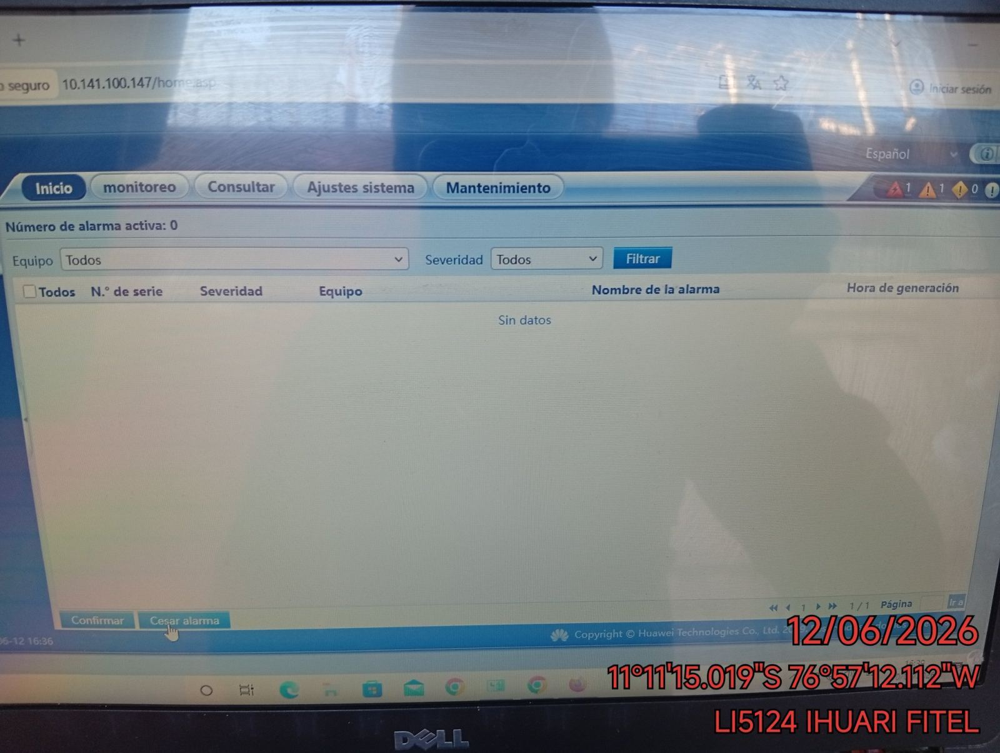 +
seguro 10.141.100.147/home.asp
Iniciar sesión
Español
Inicio monitoreo Consultar Ajustes sistema Mantenimiento 1 1 0
Número de alarma activa: 0
Equipo Todos Severidad Todos Filtrar
Todos N.° de serie Severidad Equipo Nombre de la alarma Hora de generación
Sin datos
1 1 / 1 Página Ir a
Confirmar Cesar alarma
06-12 16:36
Copyright © Huawei Technologies Co., Ltd.
12/06/2026
11°11'15.019"S 76°57'12.112"W
LI5124 IHUARI FITEL
DELL